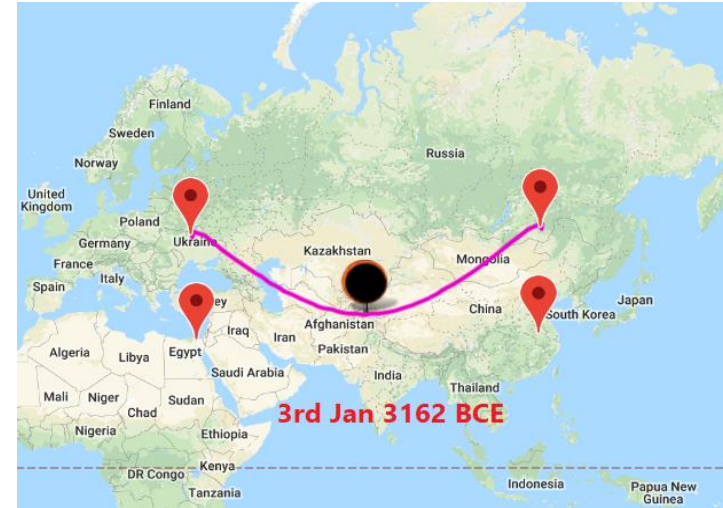 Finland
Sweden
Norway
Russia
United
Kingdom
Poland
Germany
Ukraine
Kazakhstan
Mongolia
France
Italy
Spain
ey
China
South Korea
Japan
Afghanistan
Iraq
Iran
Algeria
Libya
Egypt
Pakistan
Saudi Arabia
India
Mali
Niger
Sudan
Thailand
Chad
3rd Jan 3162 BCE
Nigeria
Ethiopia
Kenya
DR Congo
Indonesia
Papua New
Guinea
Tanzania